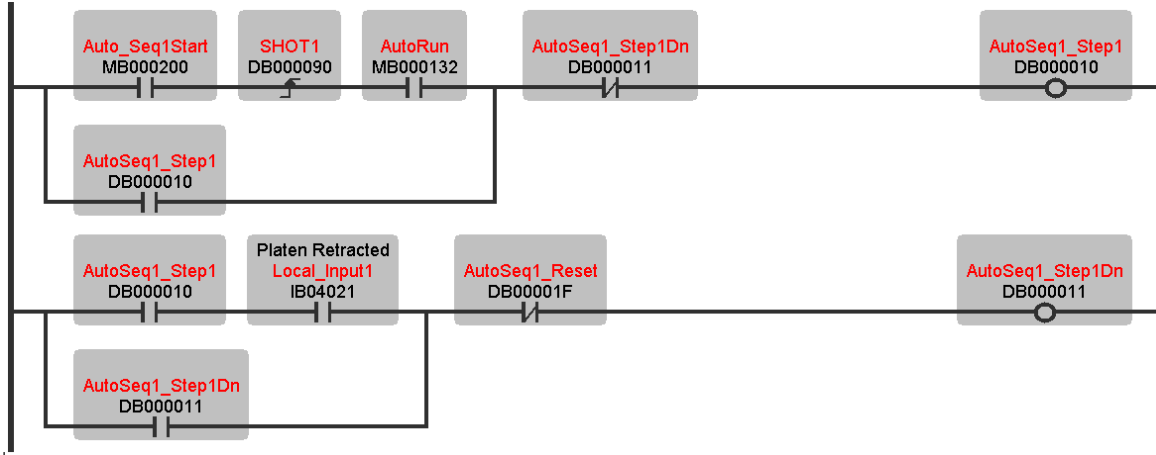 Auto_Seq1Start SHOT1 AutoRun AutoSeq1_Step1Dn AutoSeq1_Step1
MB000200 DB000090 MB000132 DB000011 DB000010
AutoSeq1_Step1
DB000010
Platen Retracted
AutoSeq1_Step1 Local_Input1 AutoSeq1_Reset AutoSeq1_Step1Dn
DB000010 IB04021 DB00001F DB000011
AutoSeq1_Step1Dn
DB000011